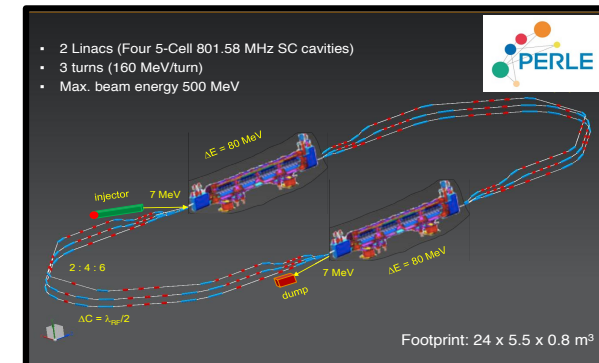 ▪ 2 Linacs (Four 5-Cell 801.58 MHz SC cavities)
▪ 3 turns (160 MeV/turn)
▪ Max. beam energy 500 MeV
PERLE
ΔE = 80 MeV
injector
7 MeV
2 : 4 : 6
7 MeV
ΔE = 80 MeV
dump
ΔC = λRF/2
Footprint: 24 x 5.5 x 0.8 m³